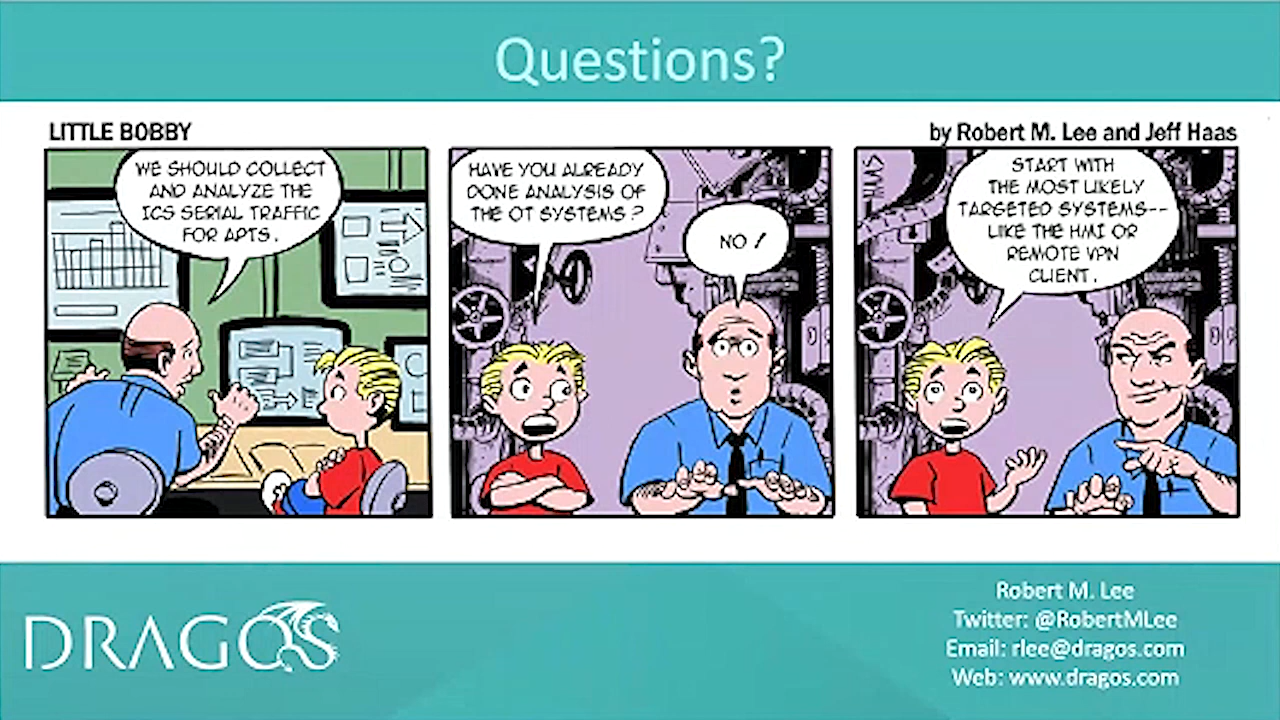 Questions?
LITTLE BOBBY
by Robert M. Lee and Jeff Haas
WE SHOULD COLLECT
AND ANALYZE THE
ICS SERIAL TRAFFIC
FOR APTS.
HAVE YOU ALREADY
DONE ANALYSIS OF
THE OT SYSTEMS?
NO!
START WITH
THE MOST LIKELY
TARGETED SYSTEMS--
LIKE THE HMI OR
REMOTE VPN
CLIENT.
DRAGOS
Robert M. Lee
Twitter: @RobertMLee
Email: rlee@dragos.com
Web: www.dragos.com